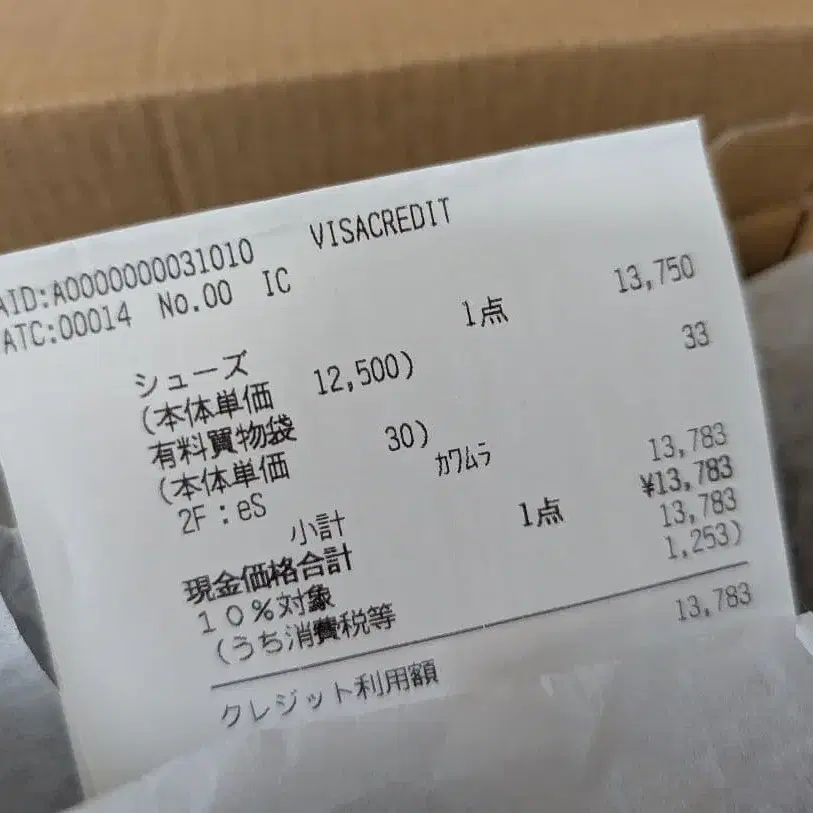 AID:A0000000031010 VISACREDIT
ATC:00014 No.00 IC
シューズ 1点 13,750
(本体単価 12,500)
有料買物袋 33
(本体単価 30)
2F:eS カワムラ
小計 13,783
現金価格合計 1点 ¥13,783
10%対象 13,783
(うち消費税等 1,253)
クレジット利用額 13,783